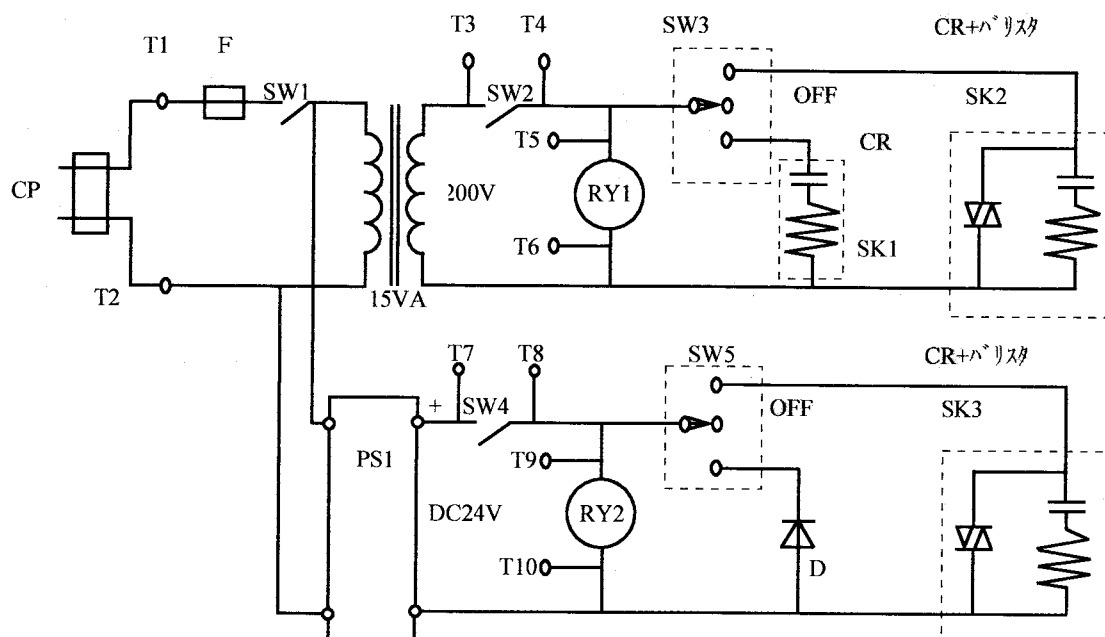 CR+バリスタ
T3
T4
SW3
T1
F
SW1
SW2
OFF
SK2
T5
CR
CP
200V
RY1
T6
SK1
T2
15VA
T7
T8
SW5
CR+バリスタ
+
SW4
OFF
SK3
PS1
T9
DC24V
RY2
T10
D